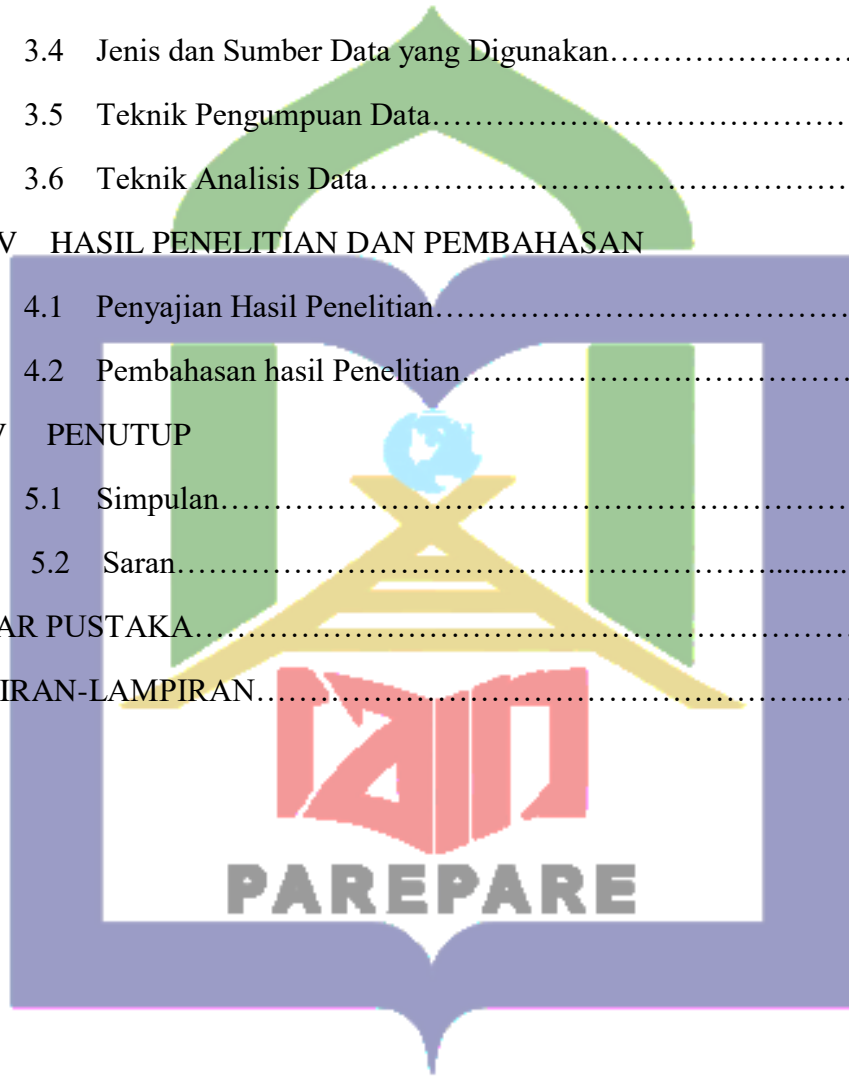 3.4 Jenis dan Sumber Data yang Digunakan……………………
3.5 Teknik Pengumpuan Data……………………………………
3.6 Teknik Analisis Data…………………………………………
V HASIL PENELITIAN DAN PEMBAHASAN
4.1 Penyajian Hasil Penelitian……………………………………
4.2 Pembahasan hasil Penelitian…………………………………
V PENUTUP
5.1 Simpulan………………………………………………………
5.2 Saran…………………………………..…………………...........
AR PUSTAKA……………………………………………………
IRAN-LAMPIRAN………………………………………………...…
iain
PAREPARE